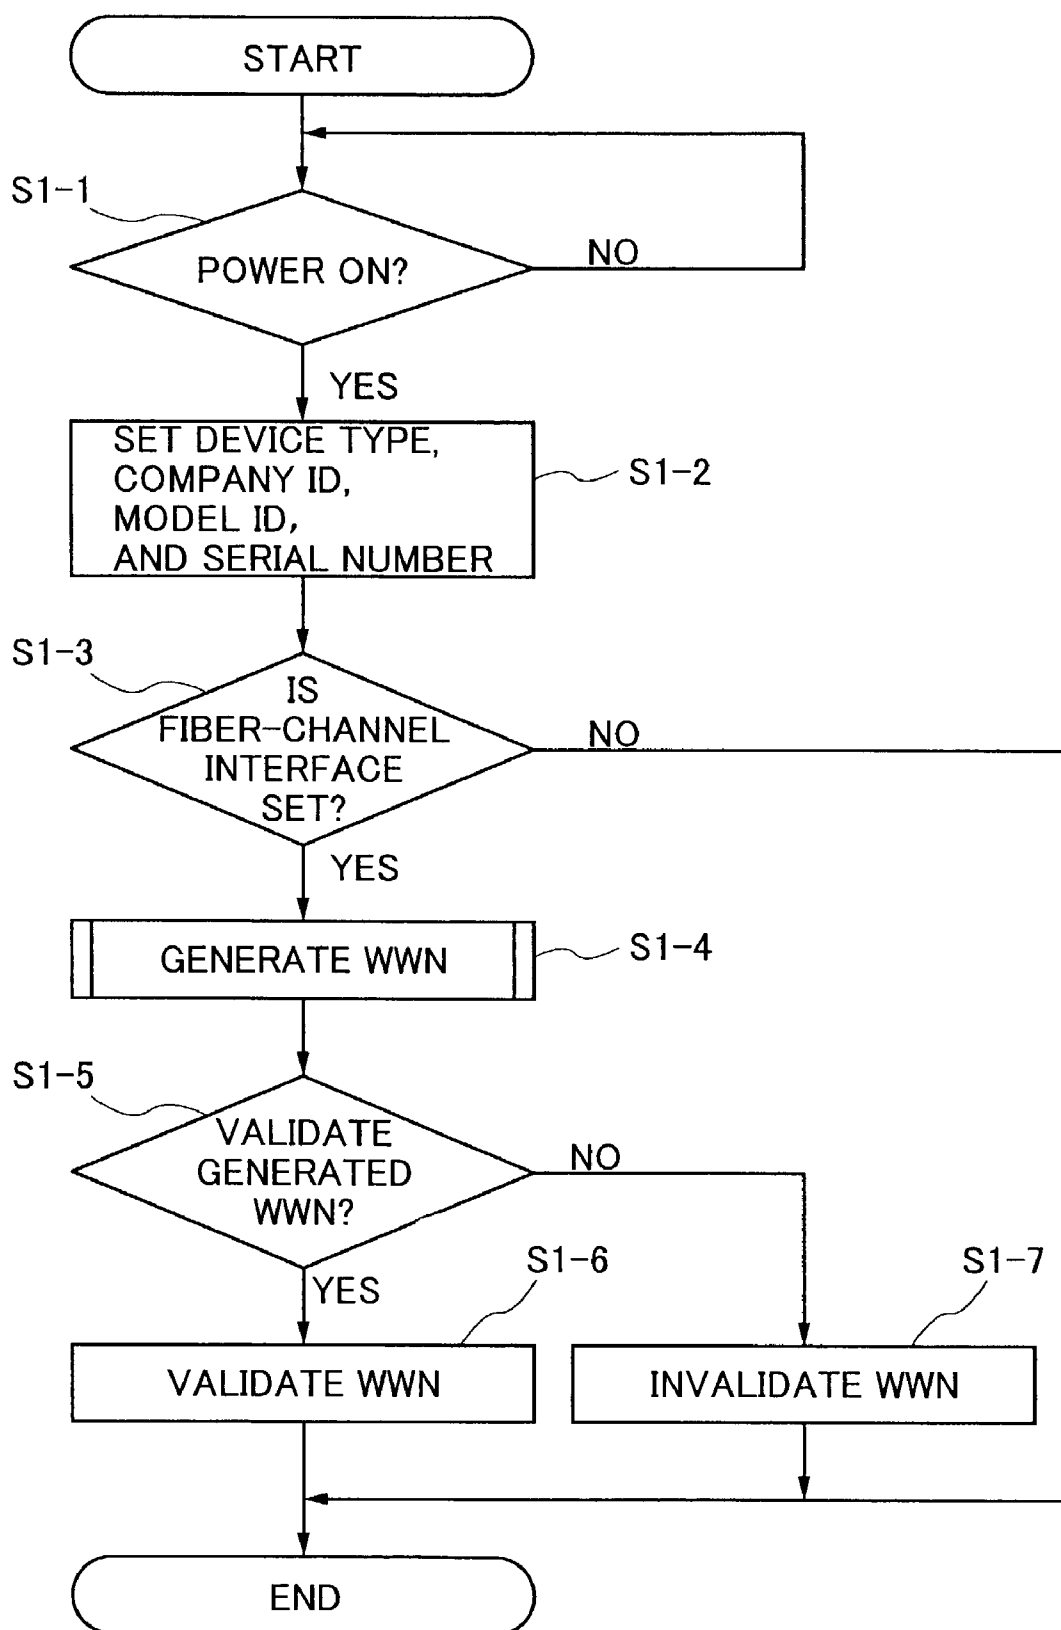 START
S1-1
POWER ON?
NO
YES
SET DEVICE TYPE,
COMPANY ID,
MODEL ID,
AND SERIAL NUMBER
S1-2
S1-3
IS
FIBER-CHANNEL
INTERFACE
SET?
NO
YES
GENERATE WWN
S1-4
S1-5
VALIDATE
GENERATED
WWN?
NO
YES
S1-6
S1-7
VALIDATE WWN
INVALIDATE WWN
END